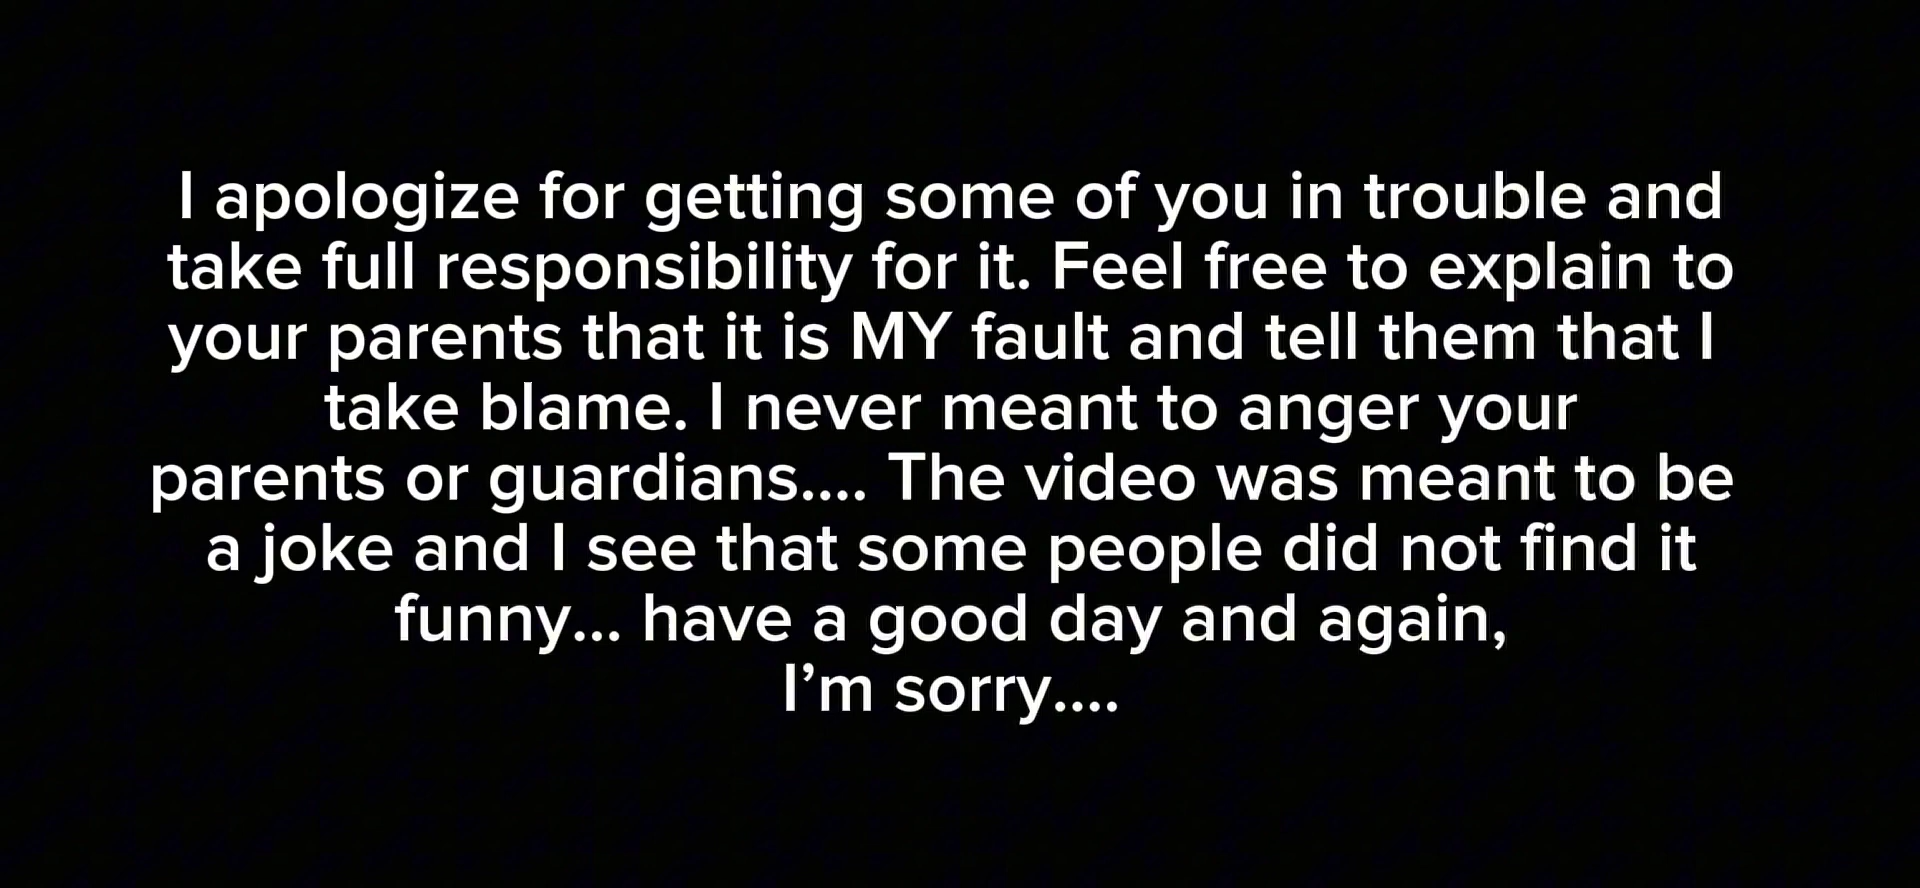 I apologize for getting some of you in trouble and
take full responsibility for it. Feel free to explain to
your parents that it is MY fault and tell them that I
take blame. I never meant to anger your
parents or guardians.... The video was meant to be
a joke and I see that some people did not find it
funny... have a good day and again,
I’m sorry....